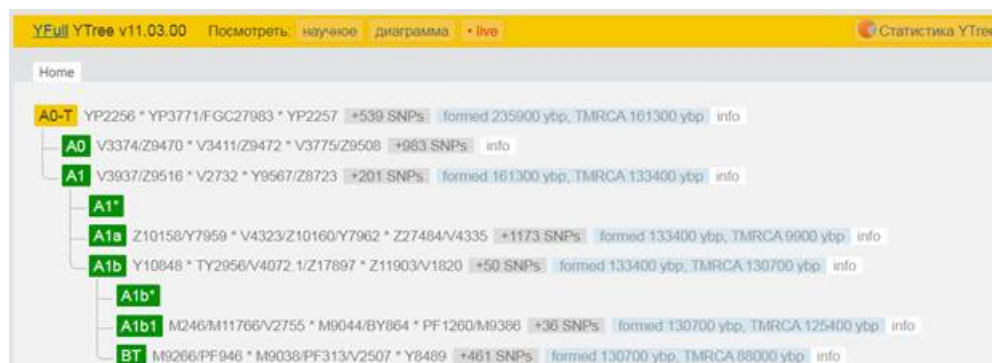 YFull YTree v11.03.00 Посмотреть: научное диаграмма • live Статистика YTree
Home
A0-T YP2256 * YP3771/FGC27983 * YP2257 +539 SNPs formed 235900 ybp, TMRCA 161300 ybp info
A0 V3374/Z9470 * V3411/Z9472 * V3775/Z9508 +983 SNPs info
A1 V3937/Z9516 * V2732 * Y9567/Z8723 +201 SNPs formed 161300 ybp, TMRCA 133400 ybp info
A1*
A1a Z10158/Y7959 * V4323/Z10160/Y7962 * Z27484/V4335 +1173 SNPs formed 133400 ybp, TMRCA 9900 ybp info
A1b Y10848 * TY2956/V4072.1/Z17897 * Z11903/V1820 +50 SNPs formed 133400 ybp, TMRCA 130700 ybp info
A1b*
A1b1 M246/M11766/V2755 * M9044/BY864 * PF1260/M9386 +36 SNPs formed 130700 ybp, TMRCA 125400 ybp info
BT M9266/PF946 * M9038/PF313/V2507 * Y8489 +461 SNPs formed 130700 ybp, TMRCA 88000 ybp info